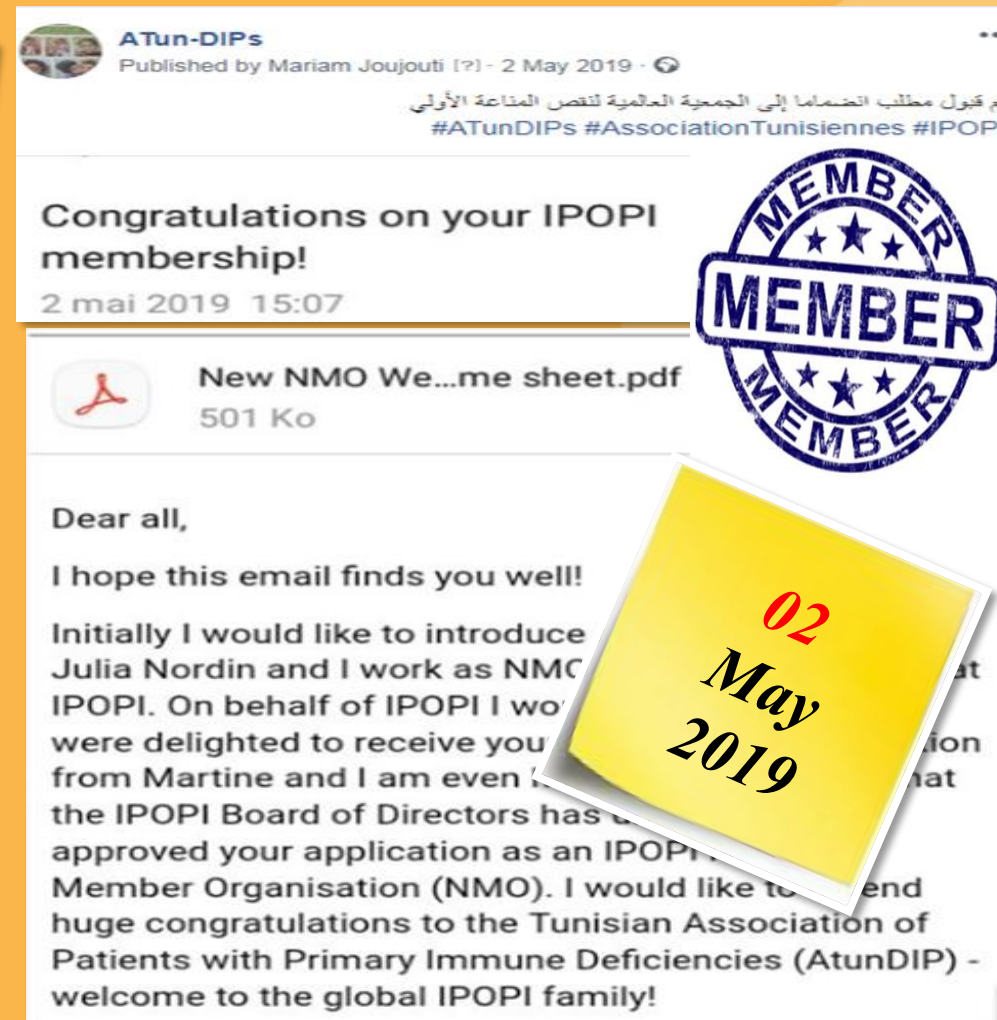 ATun-DIPs
Published by Mariam Joujouti [?] · 2 May 2019 ·
قبول مطلب انضماما إلى الجمعية العالمية لنقص المناعة الأولي
#ATunDIPs #AssociationTunisiennes #IPOP
Congratulations on your IPOPI
membership!
2 mai 2019 15:07
MEMBER
MEMBER
MEMBER
New NMO We...me sheet.pdf
501 Ko
Dear all,
I hope this email finds you well!
Initially I would like to introduce
Julia Nordin and I work as NMO at
IPOPI. On behalf of IPOPI I
were delighted to receive
from Martine and I am even
the IPOPI Board of Directors has
approved your application as an IPOPI
Member Organisation (NMO). I would like to
huge congratulations to the Tunisian Association of
Patients with Primary Immune Deficiencies (AtunDIP) -
welcome to the global IPOPI family!
02
May
2019